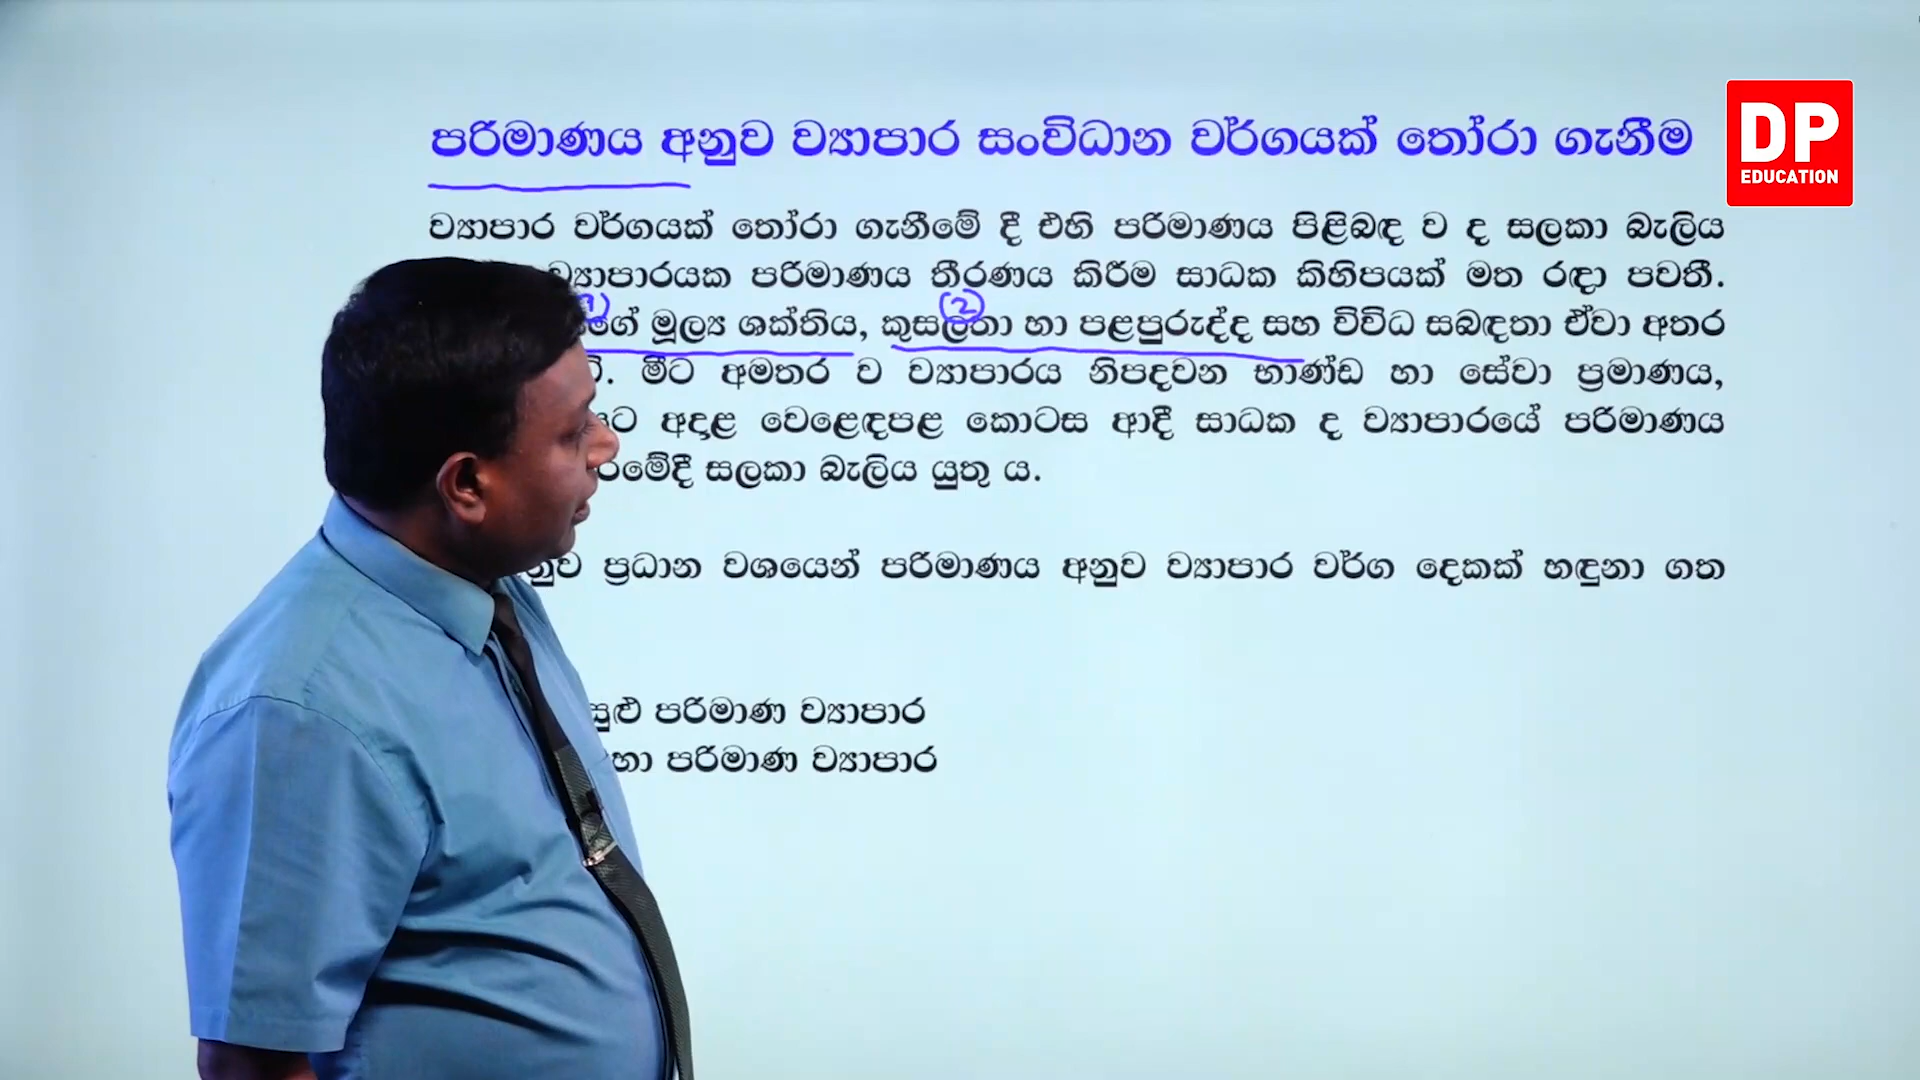 පරිමාණය අනුව ව්‍යාපාර සංවිධාන වර්ගයක් තෝරා ගැනීම
DP
EDUCATION
ව්‍යාපාර වර්ගයක් තෝරා ගැනීමේ දී එහි පරිමාණය පිළිබඳ ව ද සලකා බැලිය
ව්‍යාපාරයක පරිමාණය තීරණය කිරීම සාධක කිහිපයක් මත රඳා පවතී.
2
මූල්‍ය ශක්තිය, කුසලතා හා පළපුරුද්ද සහ විවිධ සබඳතා ඒවා අතර
මීට අමතර ව ව්‍යාපාරය නිපදවන භාණ්ඩ හා සේවා ප්‍රමාණය,
අදාළ වෙළෙඳපළ කොටස ආදී සාධක ද ව්‍යාපාරයේ පරිමාණය
සලකා බැලිය යුතු ය.
ප්‍රධාන වශයෙන් පරිමාණය අනුව ව්‍යාපාර වර්ග දෙකක් හඳුනා ගත
පරිමාණ ව්‍යාපාර
පරිමාණ ව්‍යාපාර